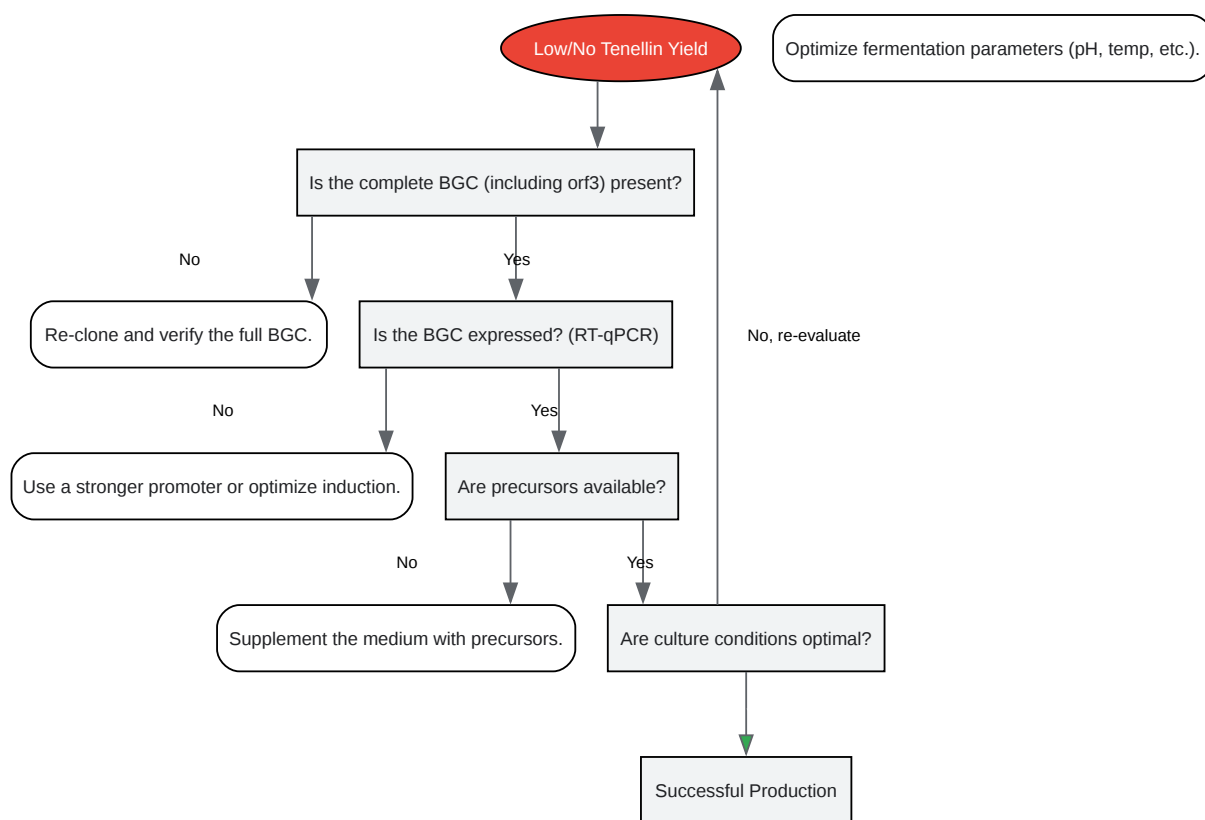 Low/No Tenellin Yield
Optimize fermentation parameters (pH, temp, etc.).
Is the complete BGC (including orf3) present?
No
Yes
Re-clone and verify the full BGC.
Is the BGC expressed? (RT-qPCR)
No, re-evaluate
No
Yes
Use a stronger promoter or optimize induction.
Are precursors available?
No
Yes
Supplement the medium with precursors.
Are culture conditions optimal?
Successful Production